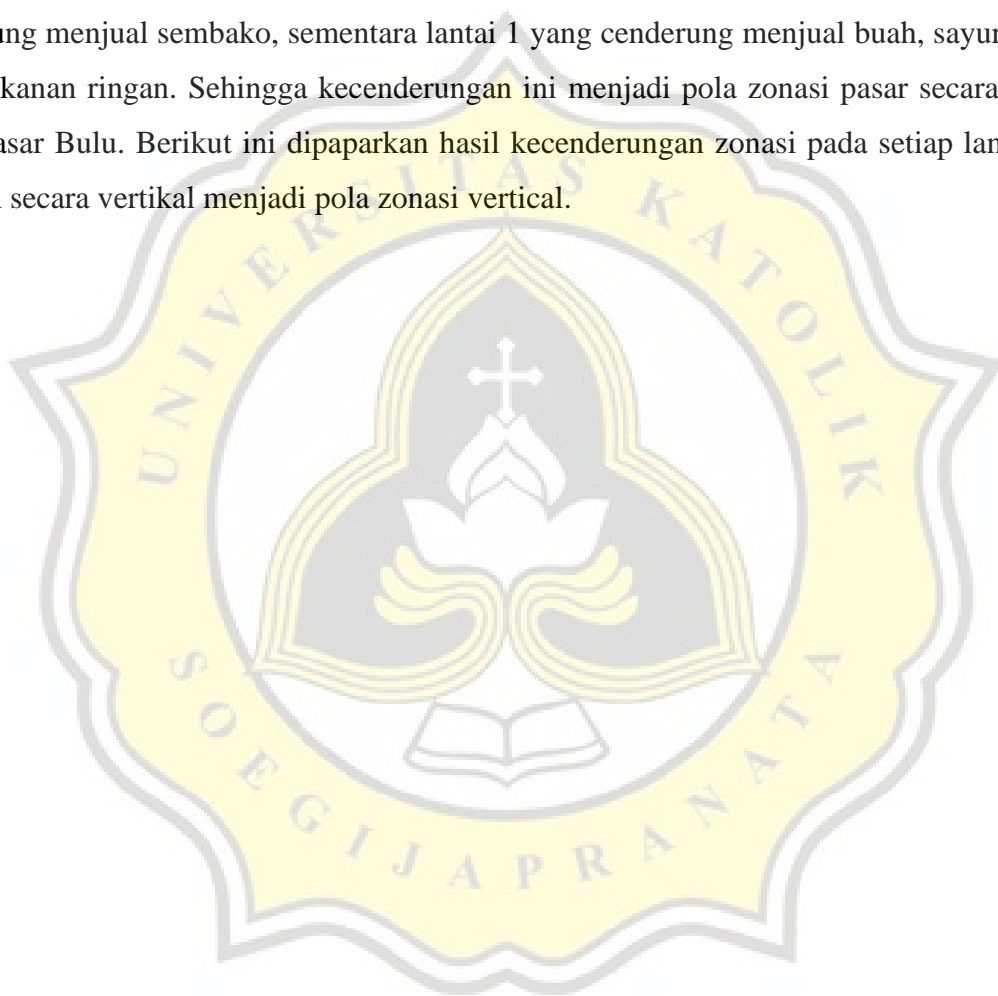 ung menjual sembako, sementara lantai 1 yang cenderung menjual buah, sayur
kanan ringan. Sehingga kecenderungan ini menjadi pola zonasi pasar secara
asar Bulu. Berikut ini dipaparkan hasil kecenderungan zonasi pada setiap lan
secara vertikal menjadi pola zonasi vertical.
UNIVERSITAS KATOLIK
SOEGIJAPRANATA